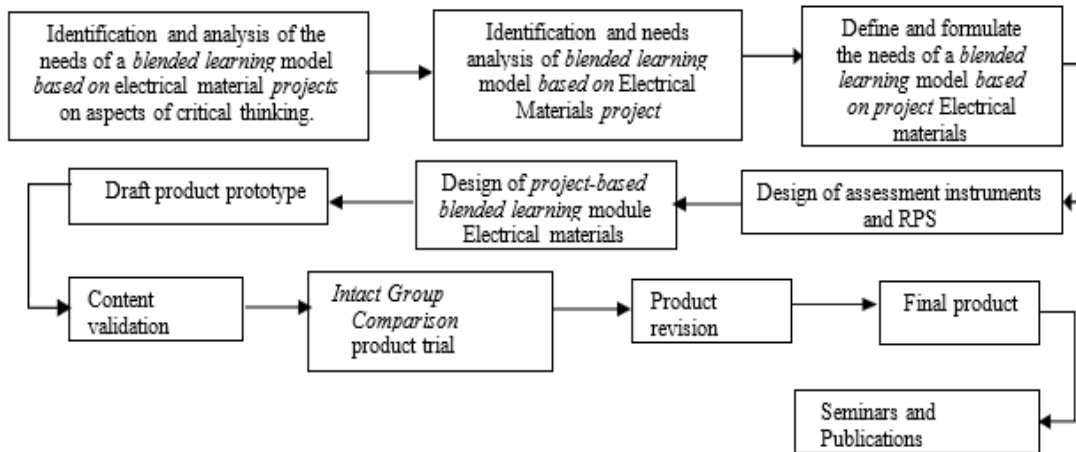 Identification and analysis of the
needs of a blended learning model
based on electrical material projects
on aspects of critical thinking.
Identification and needs
analysis of blended learning
model based on Electrical
Materials project
Define and formulate
the needs of a blended
learning model based
on project Electrical
materials
Design of assessment instruments
and RPS
Design of project-based
blended learning module
Electrical materials
Draft product prototype
Content
validation
Intact Group
Comparison
product trial
Product
revision
Final product
Seminars and
Publications